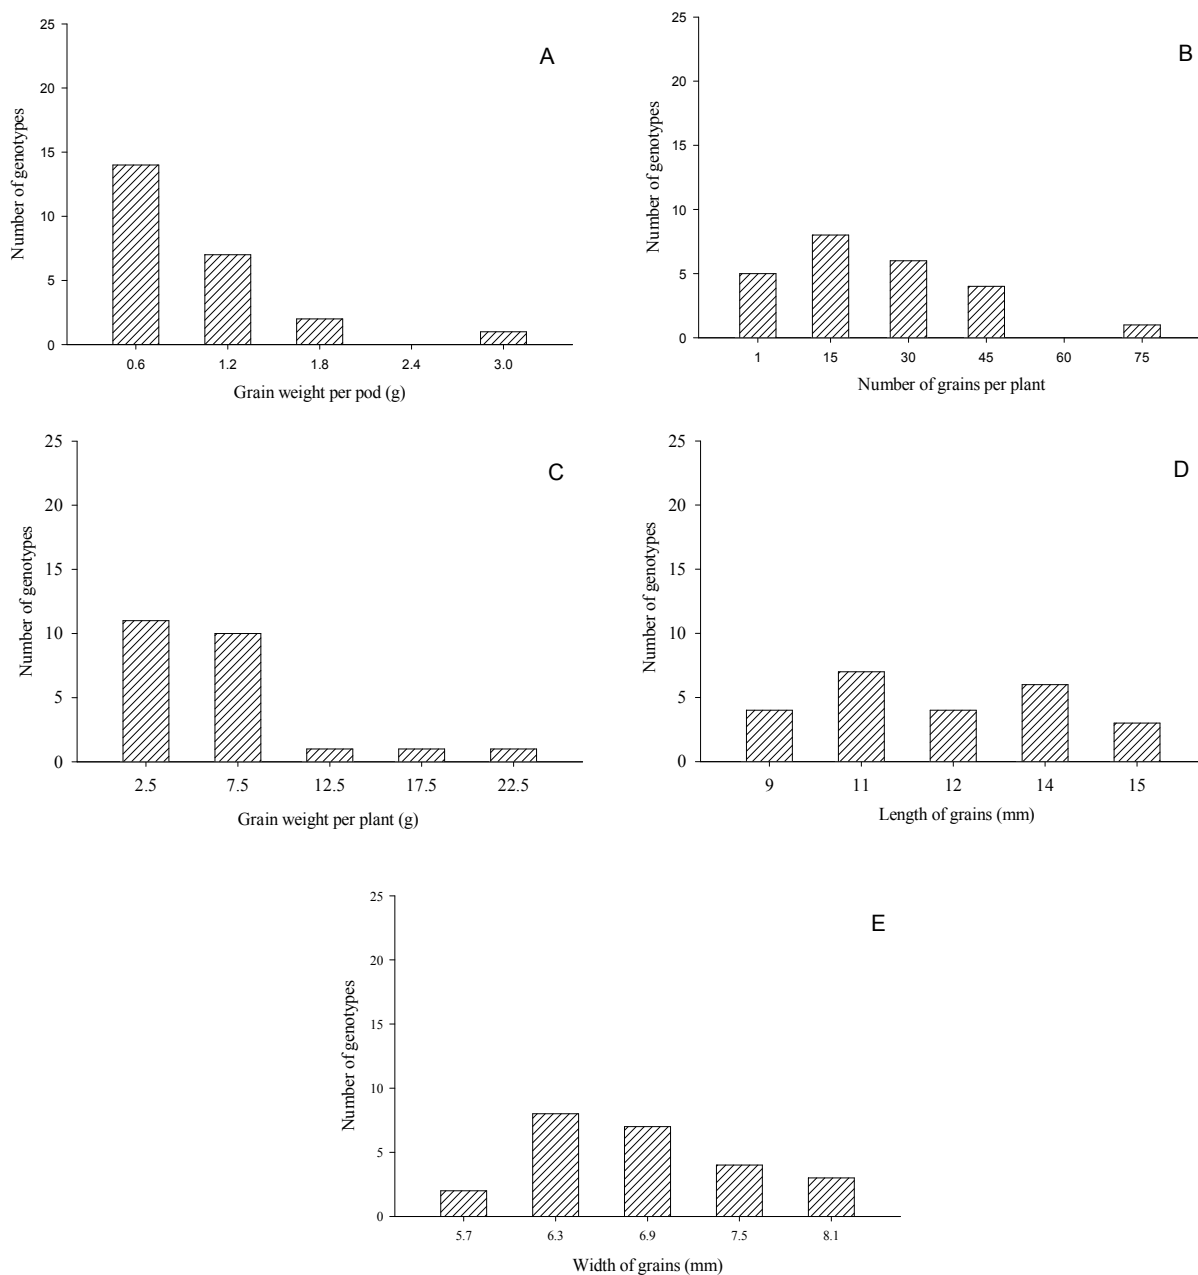 A
Number of genotypes
25
20
15
10
5
0
0.6 1.2 1.8 2.4 3.0
Grain weight per pod (g)
B
Number of genotypes
25
20
15
10
5
0
1 15 30 45 60 75
Number of grains per plant
C
Number of genotypes
25
20
15
10
5
0
2.5 7.5 12.5 17.5 22.5
Grain weight per plant (g)
D
Number of genotypes
25
20
15
10
5
0
9 11 12 14 15
Length of grains (mm)
E
Number of genotypes
25
20
15
10
5
0
5.7 6.3 6.9 7.5 8.1
Width of grains (mm)